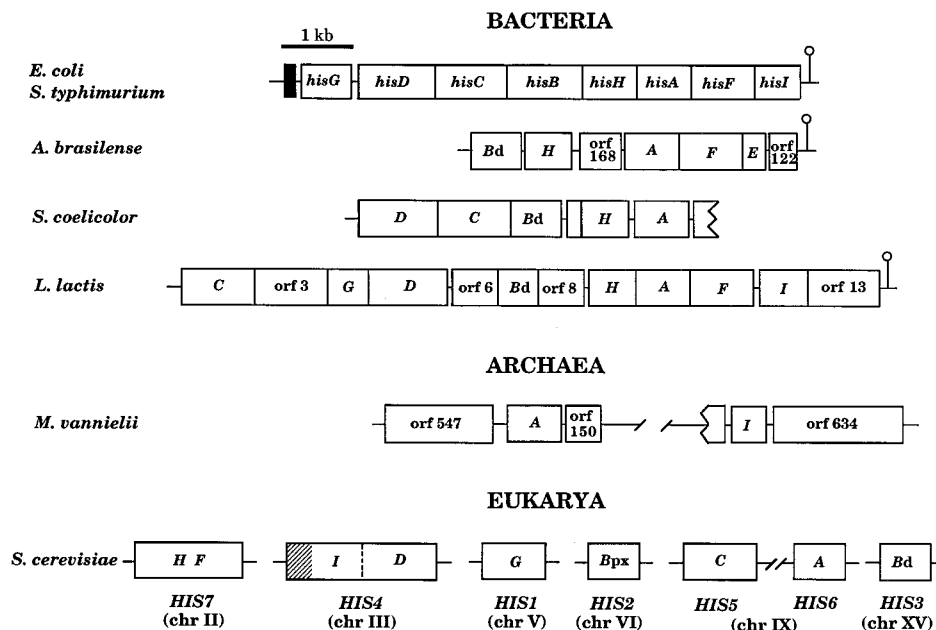 BACTERIA
1 kb
E. coli
S. typhimurium
hisG hisD hisC hisB hisH hisA hisF hisI
A. brasilense
Bd H orf 168 A F E orf 122
S. coelicolor
D C Bd H A
L. lactis
C orf 3 G D orf 6 Bd orf 8 H A F I orf 13
ARCHAEA
M. vannielii
orf 547 A orf 150 I orf 634
EUKARYA
S. cerevisiae
H F I D G Bpx C A Bd
HIS7 HIS4 HIS1 HIS2 HIS5 HIS6 HIS3
(chr II) (chr III) (chr V) (chr VI) (chr IX) (chr XV)